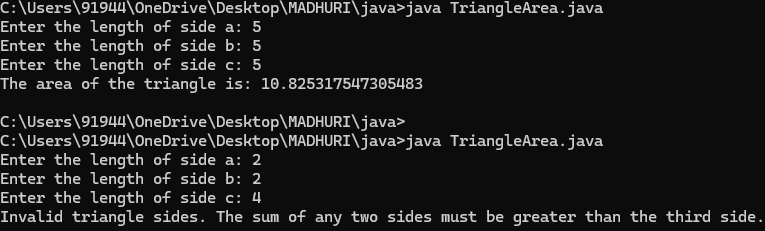 C:\Users\91944\OneDrive\Desktop\MADHURI\java>java TriangleArea.java
Enter the length of side a: 5
Enter the length of side b: 5
Enter the length of side c: 5
The area of the triangle is: 10.825317547305483
C:\Users\91944\OneDrive\Desktop\MADHURI\java>
C:\Users\91944\OneDrive\Desktop\MADHURI\java>java TriangleArea.java
Enter the length of side a: 2
Enter the length of side b: 2
Enter the length of side c: 4
Invalid triangle sides. The sum of any two sides must be greater than the third side.